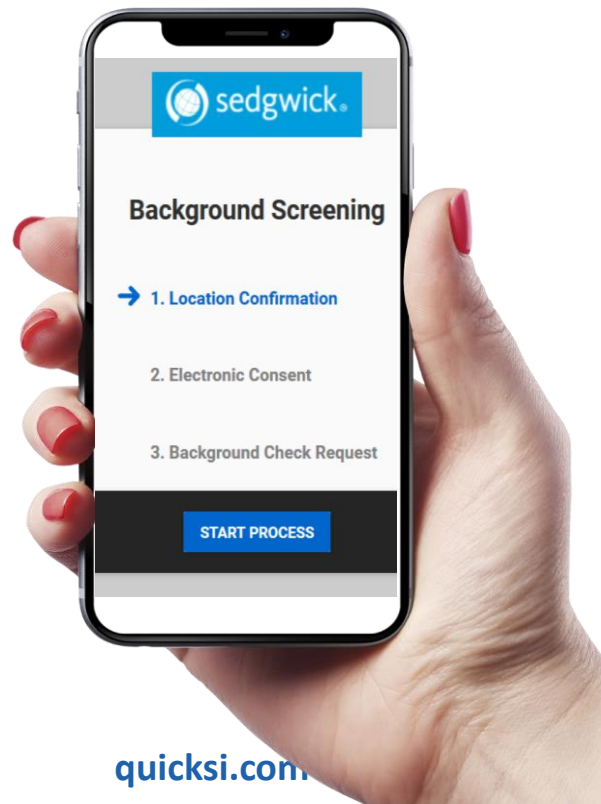 sedgwick®
Background Screening
1. Location Confirmation
2. Electronic Consent
3. Background Check Request
START PROCESS
quicksi.com